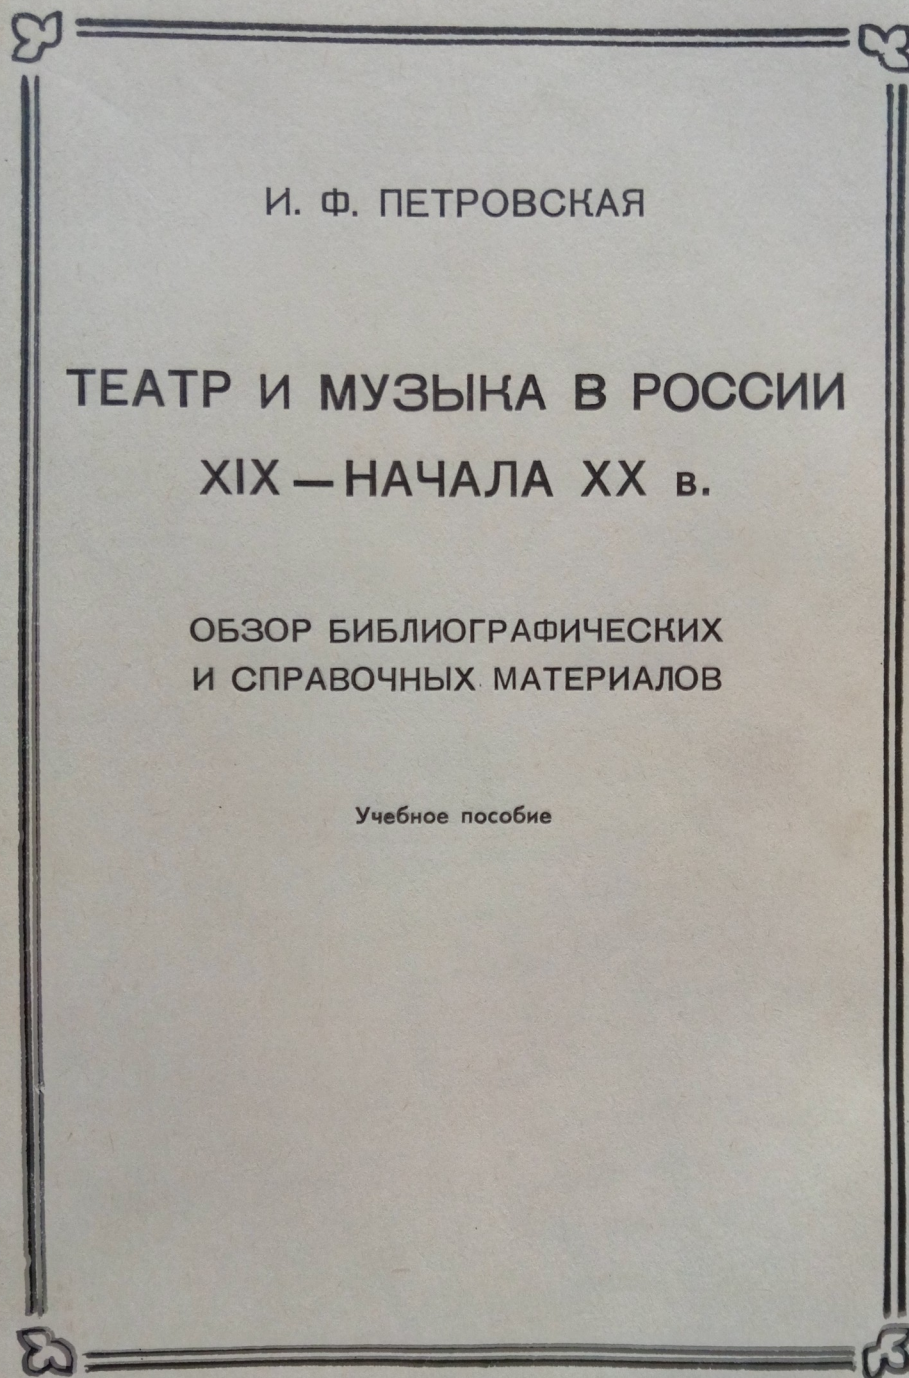 И. Ф. ПЕТРОВСКАЯ
ТЕАТР И МУЗЫКА В РОССИИ
XIX — НАЧАЛА XX в.
ОБЗОР БИБЛИОГРАФИЧЕСКИХ
И СПРАВОЧНЫХ МАТЕРИАЛОВ
Учебное пособие